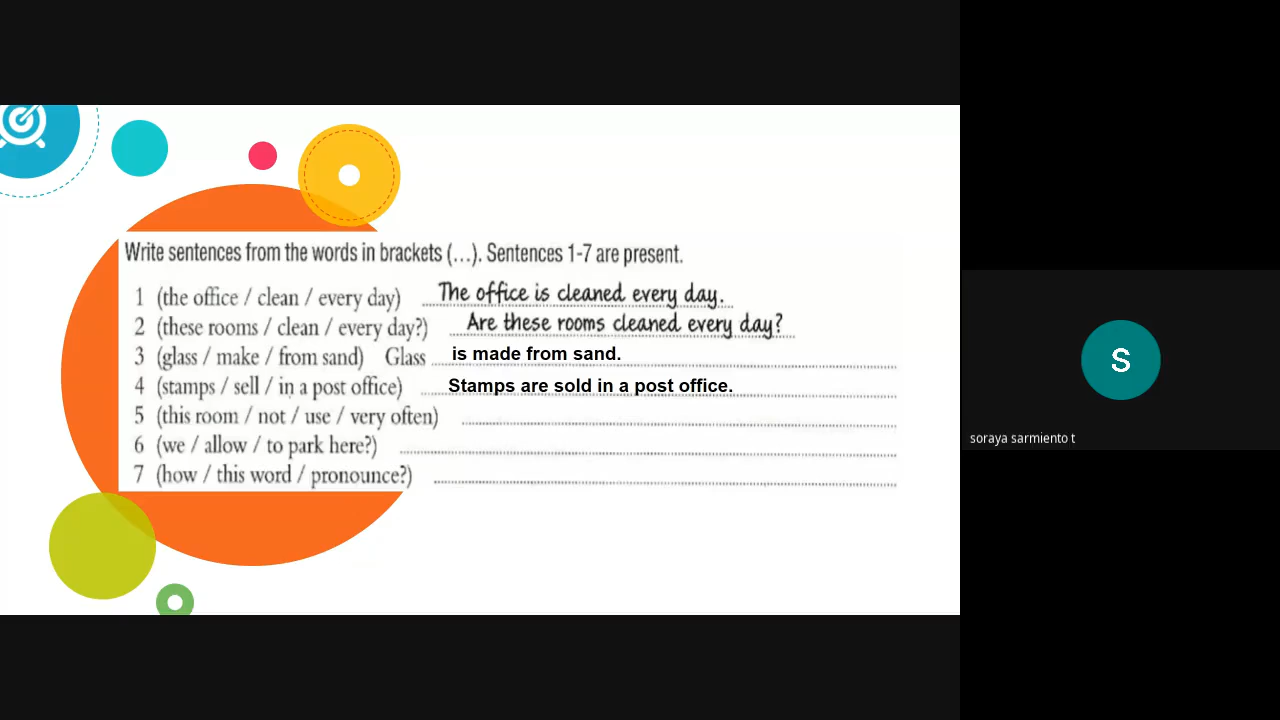 Write sentences from the words in brackets (...). Sentences 1-7 are present.
1 (the office / clean / every day) The office is cleaned every day.
2 (these rooms / clean / every day?) Are these rooms cleaned every day?
3 (glass / make / from sand) Glass is made from sand.
4 (stamps / sell / in a post office) Stamps are sold in a post office.
5 (this room / not / use / very often)
6 (we / allow / to park here?)
7 (how / this word / pronounce?)
S
soraya sarmiento t